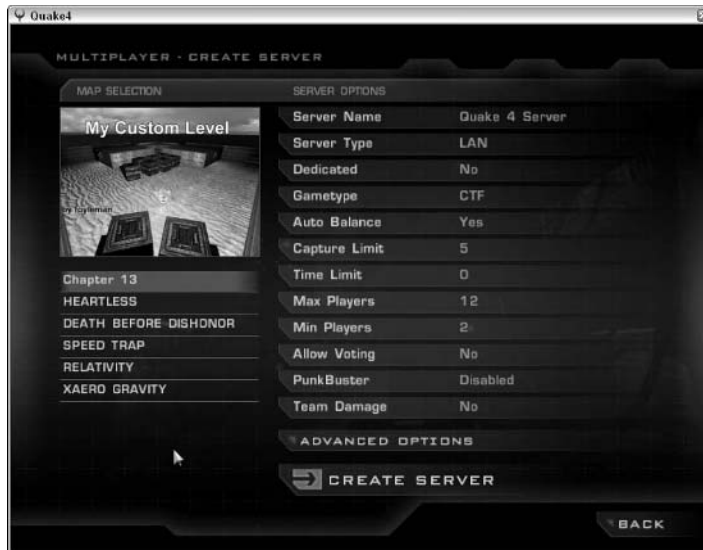 Quake4
MULTIPLAYER - CREATE SERVER
MAP SELECTION
My Custom Level
Chapter 13
HEARTLESS
DEATH BEFORE DISHONOR
SPEED TRAP
RELATIVITY
XAERO GRAVITY
SERVER OPTIONS
Server Name Quake 4 Server
Server Type LAN
Dedicated No
Gametype CTF
Auto Balance Yes
Capture Limit 5
Time Limit 0
Max Players 12
Min Players 2
Allow Voting No
PunkBuster Disabled
Team Damage No
ADVANCED OPTIONS
CREATE SERVER
BACK